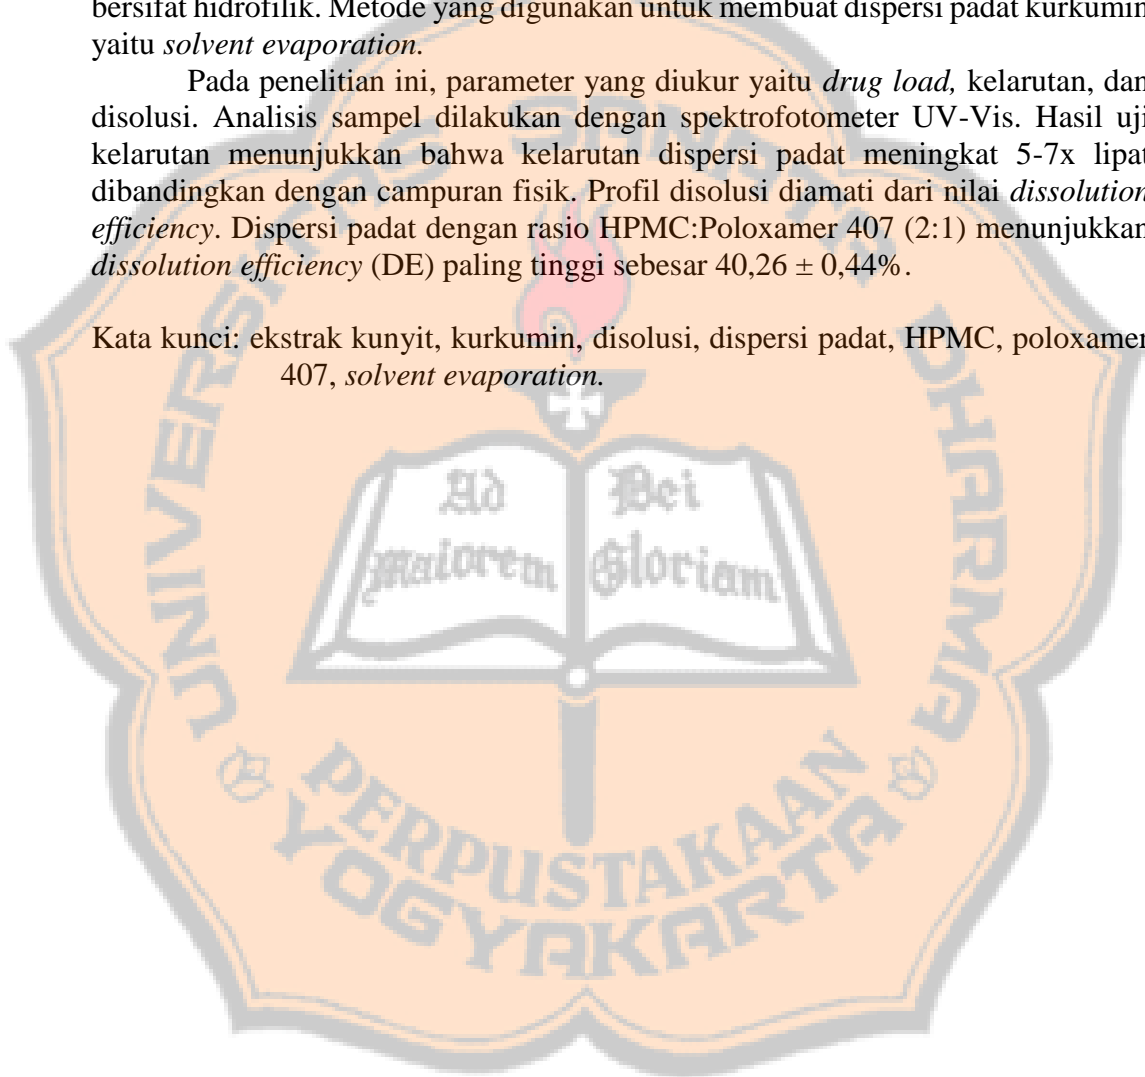 bersifat hidrofilik. Metode yang digunakan untuk membuat dispersi padat kurkumin
yaitu solvent evaporation.
Pada penelitian ini, parameter yang diukur yaitu drug load, kelarutan, dan
disolusi. Analisis sampel dilakukan dengan spektrofotometer UV-Vis. Hasil uji
kelarutan menunjukkan bahwa kelarutan dispersi padat meningkat 5-7x lipat
dibandingkan dengan campuran fisik. Profil disolusi diamati dari nilai dissolution
efficiency. Dispersi padat dengan rasio HPMC:Poloxamer 407 (2:1) menunjukkan
dissolution efficiency (DE) paling tinggi sebesar 40,26 ± 0,44%.
Kata kunci: ekstrak kunyit, kurkumin, disolusi, dispersi padat, HPMC, poloxamer
407, solvent evaporation.
UNIVERSITAS SANATA DHARMA
Ad Dei
maiorem Gloriam
PERPUSTAKAAN
YOGYAKARTA